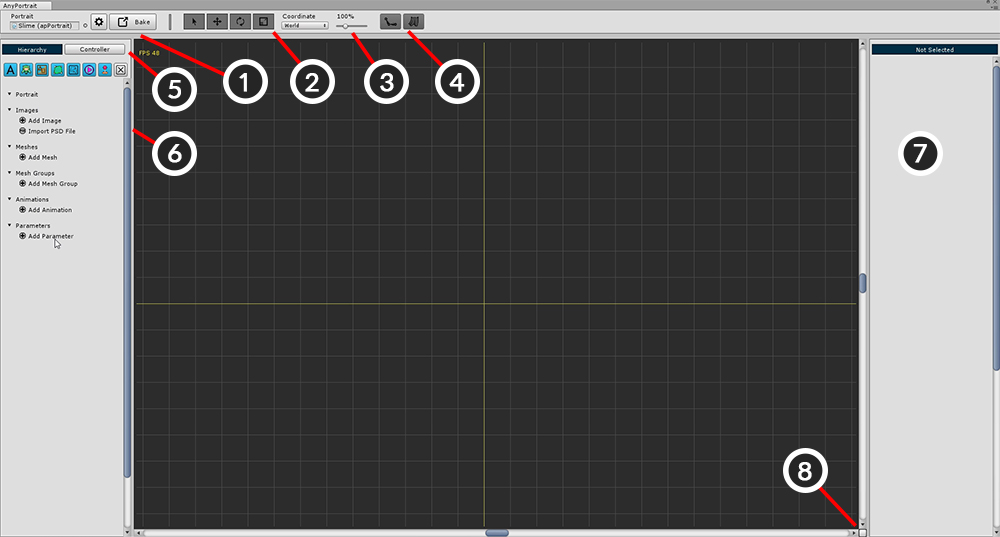 AnyPortrait
Portrait
Slime (apPortrait)
Bake
Coordinate
World
100%
Hierarchy
Controller
A
FPS 48
Not Selected
1
2
3
4
5
6
7
8
Portrait
Images
Add Image
Import PSD File
Meshes
Add Mesh
Mesh Groups
Add Mesh Group
Animations
Add Animation
Parameters
Add Parameter